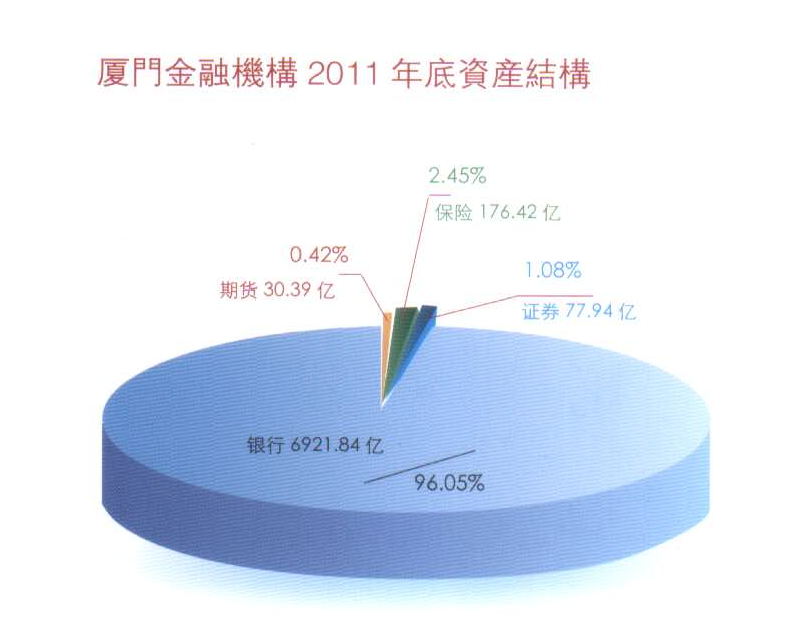 厦門金融機構 2011 年底資産結構
2.45%
保险 176.42 亿
0.42%
期货 30.39 亿
1.08%
证券 77.94 亿
银行 6921.84 亿
96.05%